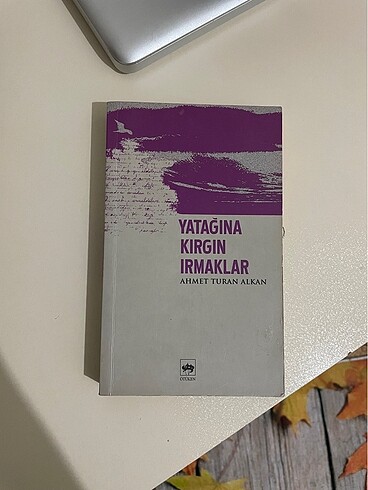 YATAĞINA
KIRGIN
IRMAKLAR
AHMET TURAN ALKAN
ÖTÜKEN